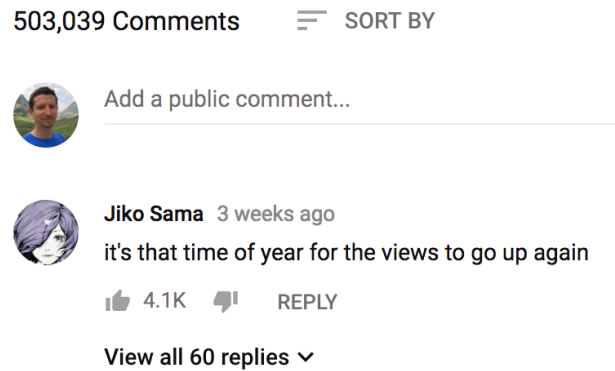 503,039 Comments SORT BY
Add a public comment...
Jiko Sama 3 weeks ago
it's that time of year for the views to go up again
4.1K REPLY
View all 60 replies